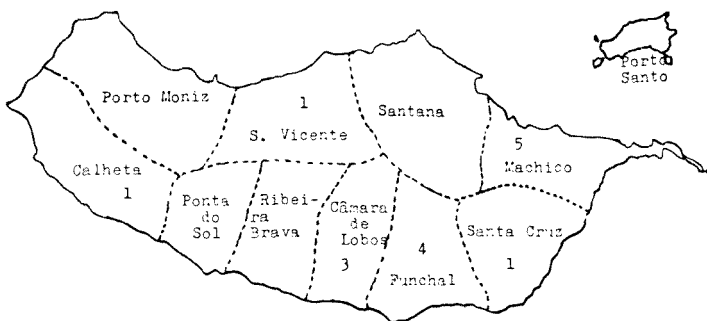 Porto
Santo
Porto Moniz
1
S. Vicente
Santana
5
Machico
Calheta
1
Ponta
do
Sol
Ribei-
ra
Brava
Câmara
de
Lobos
3
4
Funchal
Santa Cruz
1